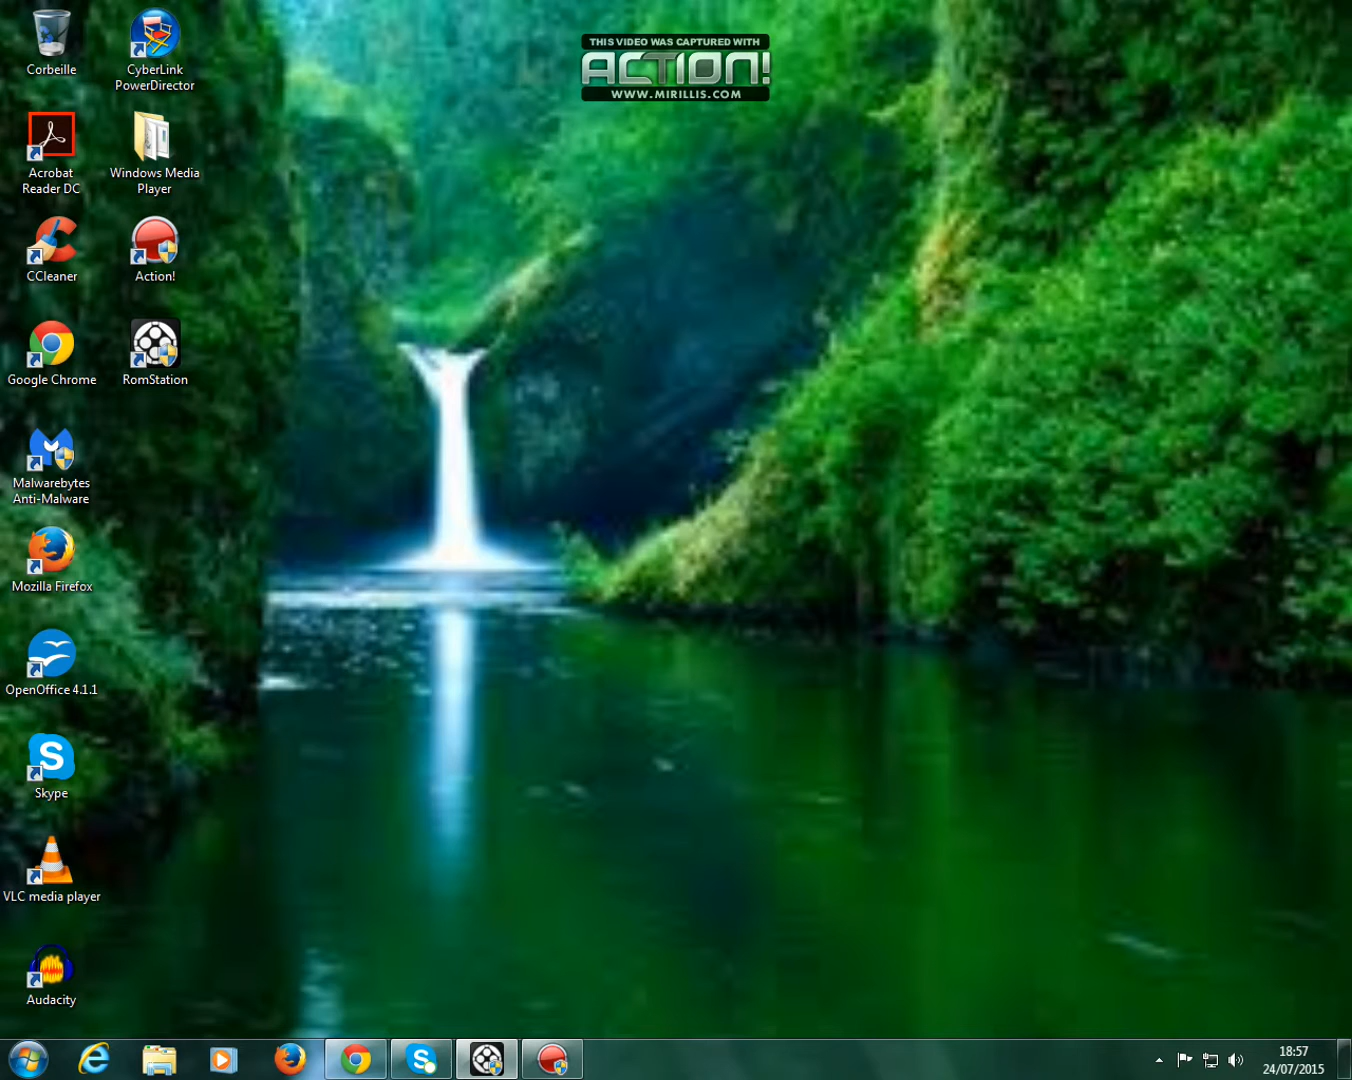 Corbeille
CyberLink
PowerDirector
THIS VIDEO WAS CAPTURED WITH
ACTION!
WWW.MIRILLIS.COM
Acrobat
Reader DC
Windows Media
Player
CCleaner
Action!
Google Chrome
RomStation
Malwarebytes
Anti-Malware
Mozilla Firefox
OpenOffice 4.1.1
Skype
VLC media player
Audacity
18:57
24/07/2015